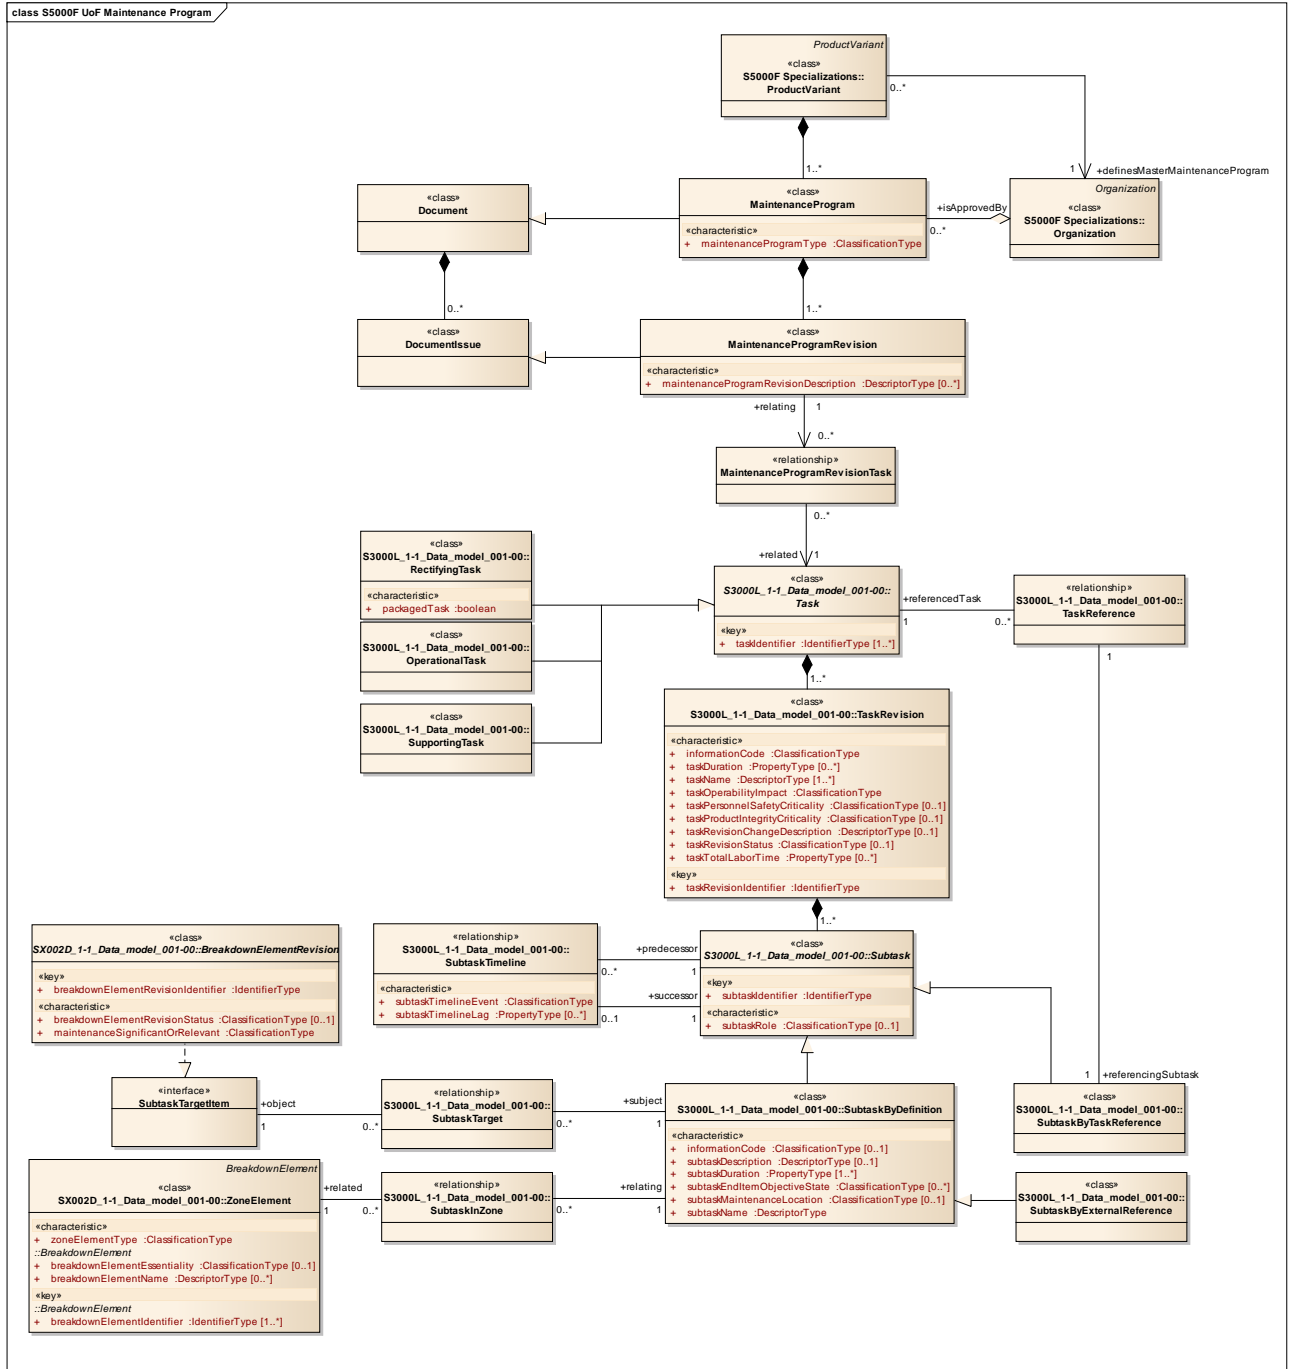 class S5000F UoF Maintenance Program
ProductVariant
«class»
S5000F Specializations::
ProductVariant
0..*
1..*
1
+definesMasterMaintenanceProgram
«class»
Document
«class»
MaintenanceProgram
«characteristic»
+ maintenanceProgramType :ClassificationType
+isApprovedBy
0..*
Organization
«class»
S5000F Specializations::
Organization
0..*
1..*
«class»
DocumentIssue
«class»
MaintenanceProgramRevision
«characteristic»
+ maintenanceProgramRevisionDescription :DescriptorType [0..*]
+relating
1
0..*
«relationship»
MaintenanceProgramRevisionTask
0..*
+related
1
«class»
S3000L_1-1_Data_model_001-00::
RectifyingTask
«characteristic»
+ packagedTask :boolean
«class»
S3000L_1-1_Data_model_001-00::
OperationalTask
«class»
S3000L_1-1_Data_model_001-00::
SupportingTask
«class»
S3000L_1-1_Data_model_001-00::
Task
«key»
+ taskIdentifier :IdentifierType [1..*]
+referencedTask
1
0..*
«relationship»
S3000L_1-1_Data_model_001-00::
TaskReference
1
1..*
«class»
S3000L_1-1_Data_model_001-00::TaskRevision
«characteristic»
+ informationCode :ClassificationType
+ taskDuration :PropertyType [0..*]
+ taskName :DescriptorType [1..*]
+ taskOperabilityImpact :ClassificationType
+ taskPersonnelSafetyCriticality :ClassificationType [0..1]
+ taskProductIntegrityCriticality :ClassificationType [0..1]
+ taskRevisionChangeDescription :DescriptorType [0..1]
+ taskRevisionStatus :ClassificationType [0..1]
+ taskTotalLaborTime :PropertyType [0..*]
«key»
+ taskRevisionIdentifier :IdentifierType
1..*
«class»
SX002D_1-1_Data_model_001-00::BreakdownElementRevision
«key»
+ breakdownElementRevisionIdentifier :IdentifierType
«characteristic»
+ breakdownElementRevisionStatus :ClassificationType [0..1]
+ maintenanceSignificantOrRelevant :ClassificationType
«relationship»
S3000L_1-1_Data_model_001-00::
SubtaskTimeline
«characteristic»
+ subtaskTimelineEvent :ClassificationType
+ subtaskTimelineLag :PropertyType [0..*]
+predecessor
0..*
1
+successor
0..1
1
«class»
S3000L_1-1_Data_model_001-00::Subtask
«key»
+ subtaskIdentifier :IdentifierType
«characteristic»
+ subtaskRole :ClassificationType [0..1]
1
+referencingSubtask
«interface»
SubtaskTargetItem
+object
1
0..*
«relationship»
S3000L_1-1_Data_model_001-00::
SubtaskTarget
+subject
0..*
1
«class»
S3000L_1-1_Data_model_001-00::SubtaskByDefinition
«characteristic»
+ informationCode :ClassificationType [0..1]
+ subtaskDescription :DescriptorType [0..1]
+ subtaskDuration :PropertyType [1..*]
+ subtaskEndItemObjectiveState :ClassificationType [0..*]
+ subtaskMaintenanceLocation :ClassificationType [0..1]
+ subtaskName :DescriptorType
«class»
S3000L_1-1_Data_model_001-00::
SubtaskByTaskReference
BreakdownElement
«class»
SX002D_1-1_Data_model_001-00::ZoneElement
«characteristic»
+ zoneElementType :ClassificationType
::BreakdownElement
+ breakdownElementEssentiality :ClassificationType [0..1]
+ breakdownElementName :DescriptorType [0..*]
«key»
::BreakdownElement
+ breakdownElementIdentifier :IdentifierType [1..*]
+related
1
0..*
«relationship»
S3000L_1-1_Data_model_001-00::
SubtaskInZone
+relating
0..*
1
«class»
S3000L_1-1_Data_model_001-00::
SubtaskByExternalReference